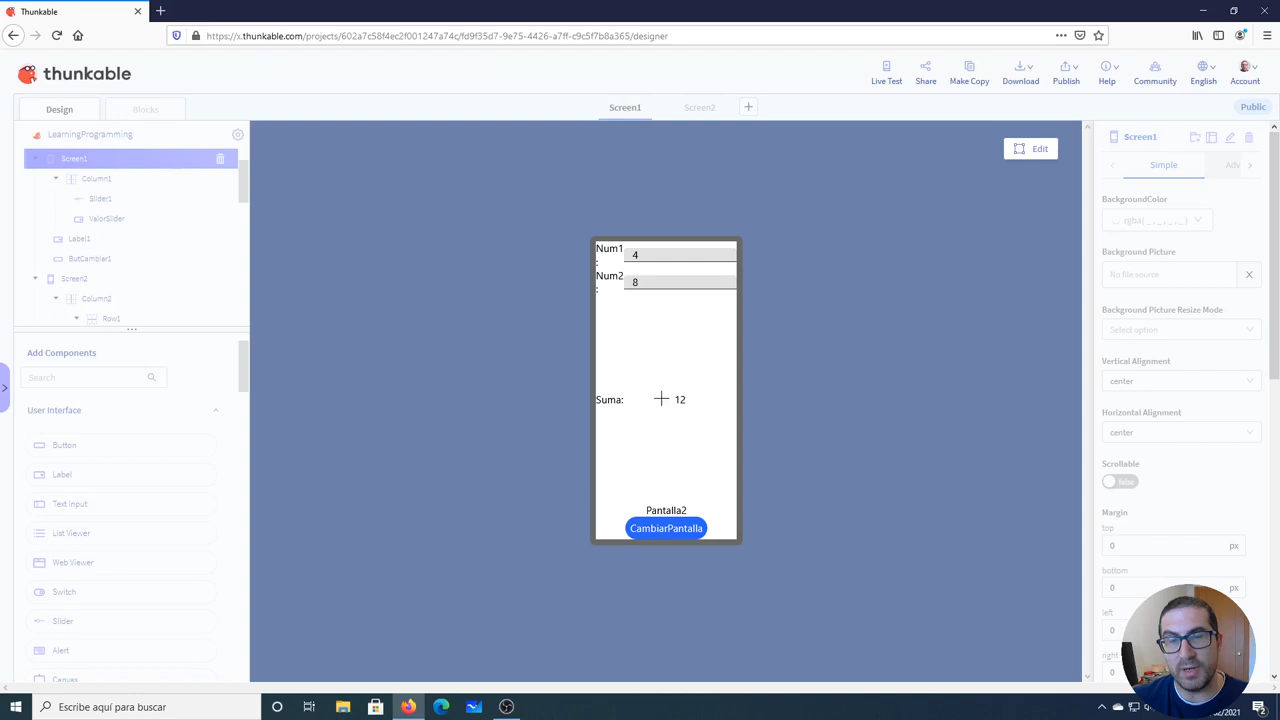 Thunkable
https://x.thunkable.com/projects/602a7c58f4ec2f001247a74c/fd9f35d7-9e75-4426-a7ff-c9c5f7b8a365/designer
thunkable
Live Test
Share
Make Copy
Download
Publish
Help
Community
English
Account
Design
Blocks
Screen1
Screen2
Public
LearningProgramming
Screen1
Column1
Slider1
ValorSlider
Label1
ButCambiar1
Screen2
Column2
Row1
Add Components
Search
User Interface
Button
Label
Text Input
List Viewer
Web Viewer
Switch
Slider
Alert
Canvas
Edit
Num1
:
4
Num2
:
8
Suma: 12
Pantalla2
CambiarPantalla
Screen1
Simple
Adv
BackgroundColor
rgba(_,_,_,_)
Background Picture
No file source
Background Picture Resize Mode
Select option
Vertical Alignment
center
Horizontal Alignment
center
Scrollable
false
Margin
top
0 px
bottom
0 px
left
0
right
0
Escribe aquí para buscar
/2021
2